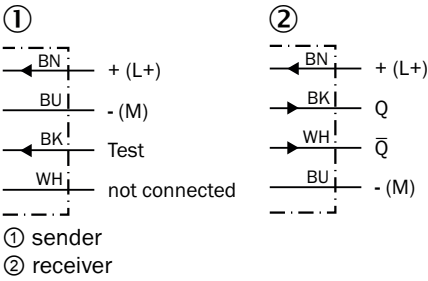 ① ②
BN + (L+)
BU - (M)
BK Test
WH not connected
BN + (L+)
BK Q
WH Q̅
BU - (M)
① sender
② receiver